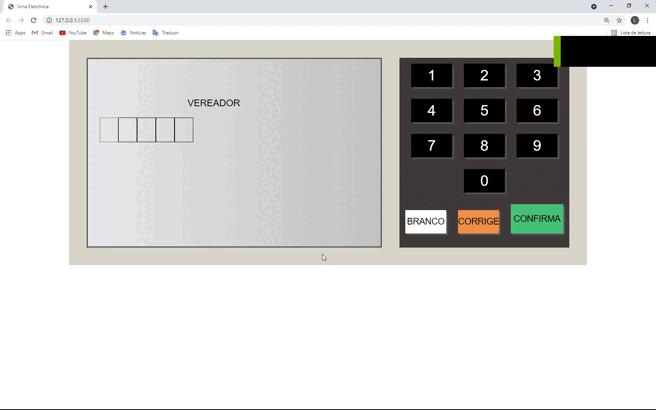 Urna Eletrônica
127.0.0.1:5500
Apps Gmail YouTube Maps Notícias Traduzir Lista de leitura
VEREADOR
1 2 3
4 5 6
7 8 9
0
BRANCO CORRIGE CONFIRMA